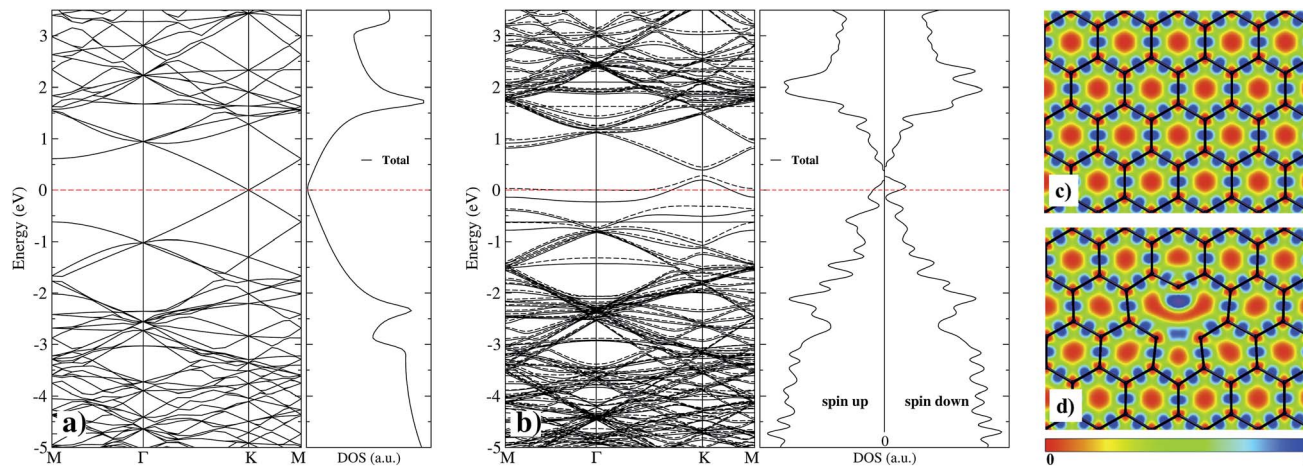 3
2
1
0
-1
-2
-3
-4
-5
Energy (eV)
Total
a)
M Γ K M
DOS (a.u.)
3
2
1
0
-1
-2
-3
-4
-5
Energy (eV)
Total
b)
spin up spin down
0
M Γ K M
DOS (a.u.)
c)
d)
0